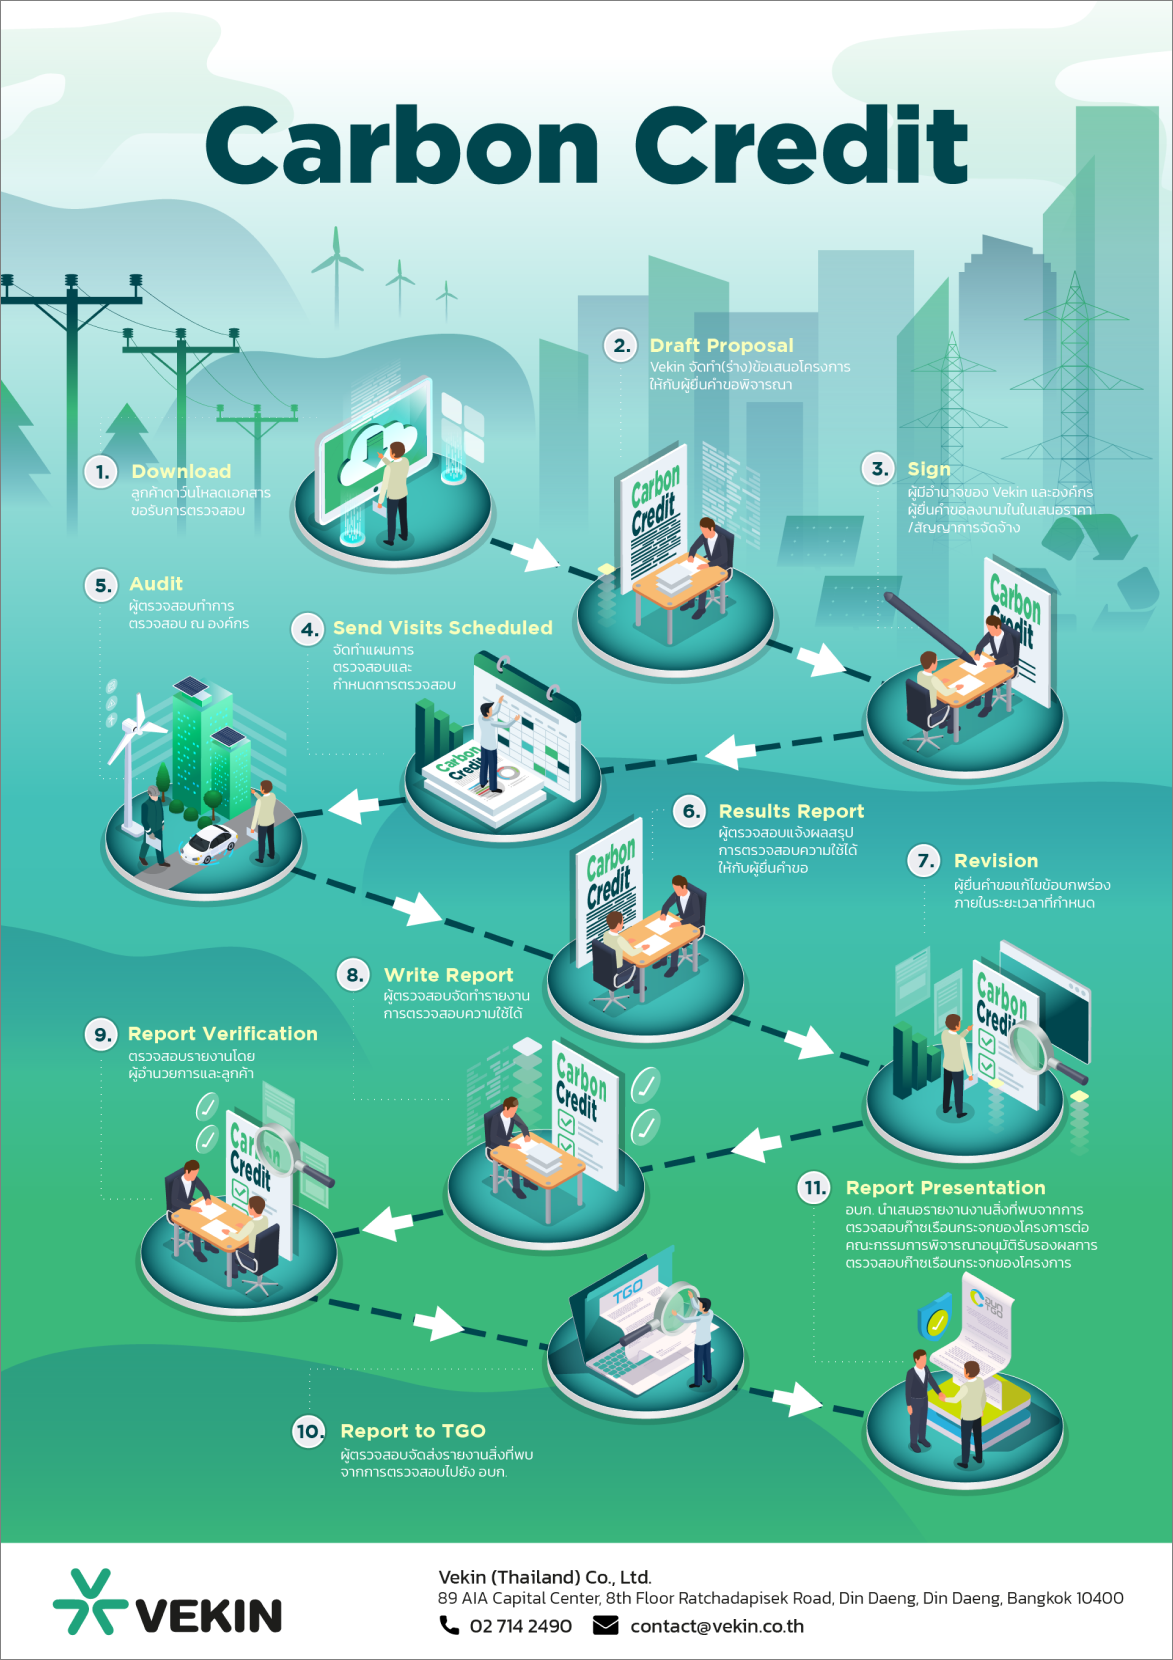 Carbon Credit
1. Download
ลูกค้าดาวน์โหลดเอกสาร
ขอรับการตรวจสอบ
2. Draft Proposal
Vekin จัดทำ(ร่าง)ข้อเสนอโครงการ
ให้กับผู้ยื่นคำขอพิจารณา
Carbon
Credit
3. Sign
ผู้มีอำนาจของ Vekin และองค์กร
ผู้ยื่นคำขอลงนามในใบเสนอราคา
/สัญญาการจัดจ้าง
Carbon
Credit
4. Send Visits Scheduled
จัดทำแผนการ
ตรวจสอบและ
กำหนดการตรวจสอบ
Carbon
Credit
5. Audit
ผู้ตรวจสอบทำการ
ตรวจสอบ ณ องค์กร
6. Results Report
ผู้ตรวจสอบแจ้งผลสรุป
การตรวจสอบความใช้ได้
ให้กับผู้ยื่นคำขอ
Carbon
Credit
7. Revision
ผู้ยื่นคำขอแก้ไขข้อบกพร่อง
ภายในระยะเวลาที่กำหนด
Carbon
Credit
8. Write Report
ผู้ตรวจสอบจัดทำรายงาน
การตรวจสอบความใช้ได้
Carbon
Credit
9. Report Verification
ตรวจสอบรายงานโดย
ผู้อำนวยการและลูกค้า
Carbon
Credit
10. Report to TGO
ผู้ตรวจสอบจัดส่งรายงานสิ่งที่พบ
จากการตรวจสอบไปยัง อบก.
TGO
11. Report Presentation
อบก. นำเสนอรายงานงานสิ่งที่พบจากการ
ตรวจสอบก๊าซเรือนกระจกของโครงการต่อ
คณะกรรมการพิจารณาอนุมัติรับรองผลการ
ตรวจสอบก๊าซเรือนกระจกของโครงการ
VEKIN
Vekin (Thailand) Co., Ltd.
89 AIA Capital Center, 8th Floor Ratchadapisek Road, Din Daeng, Din Daeng, Bangkok 10400
02 714 2490 contact@vekin.co.th